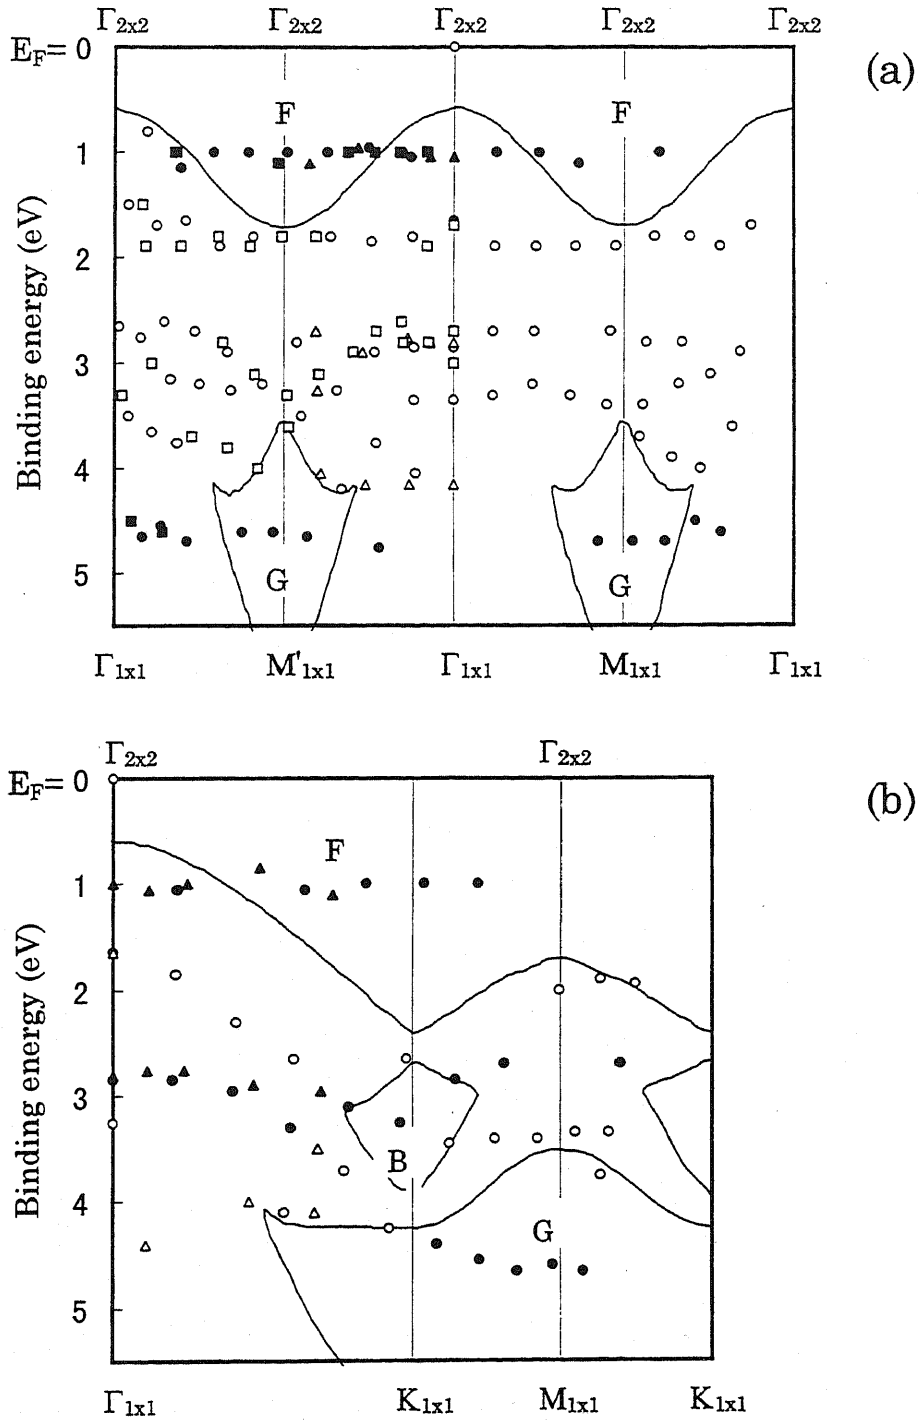 Γ2x2 Γ2x2 Γ2x2 Γ2x2 Γ2x2
EF= 0
(a)
F F
1
2
3
4
G G
5
Binding energy (eV)
Γ1x1 M'1x1 Γ1x1 M1x1 Γ1x1
Γ2x2 Γ2x2
EF= 0
(b)
F
1
2
3
B
4
G
5
Binding energy (eV)
Γ1x1 K1x1 M1x1 K1x1